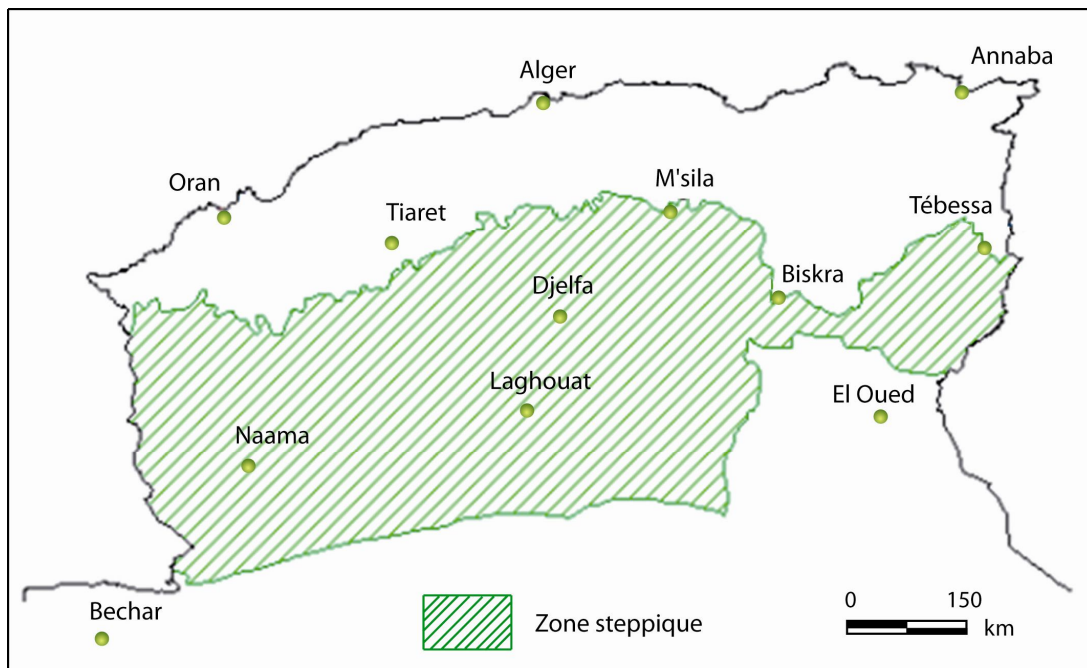 Annaba
Alger
Oran
M'sila
Tiaret
Tébessa
Biskra
Djelfa
Laghouat
El Oued
Naama
0 150
Bechar
Zone steppique
km